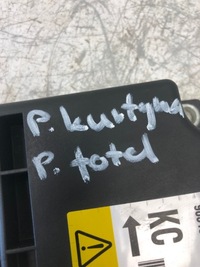 P. kurtyna
P. fotel
KC